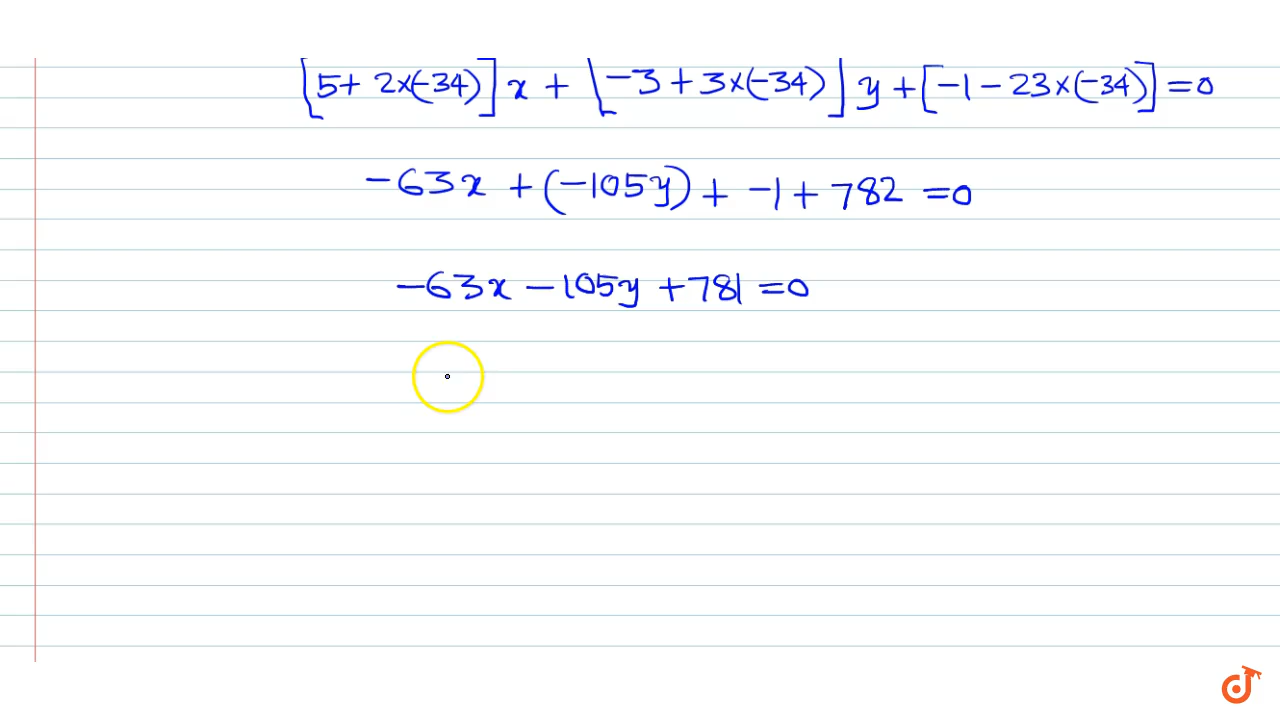 [5+ 2×(-34)] x + [-3 + 3×(-34)] y + [-1 - 23×(-34)] = 0
-63x + (-105y) + -1 + 782 = 0
-63x - 105y + 781 = 0